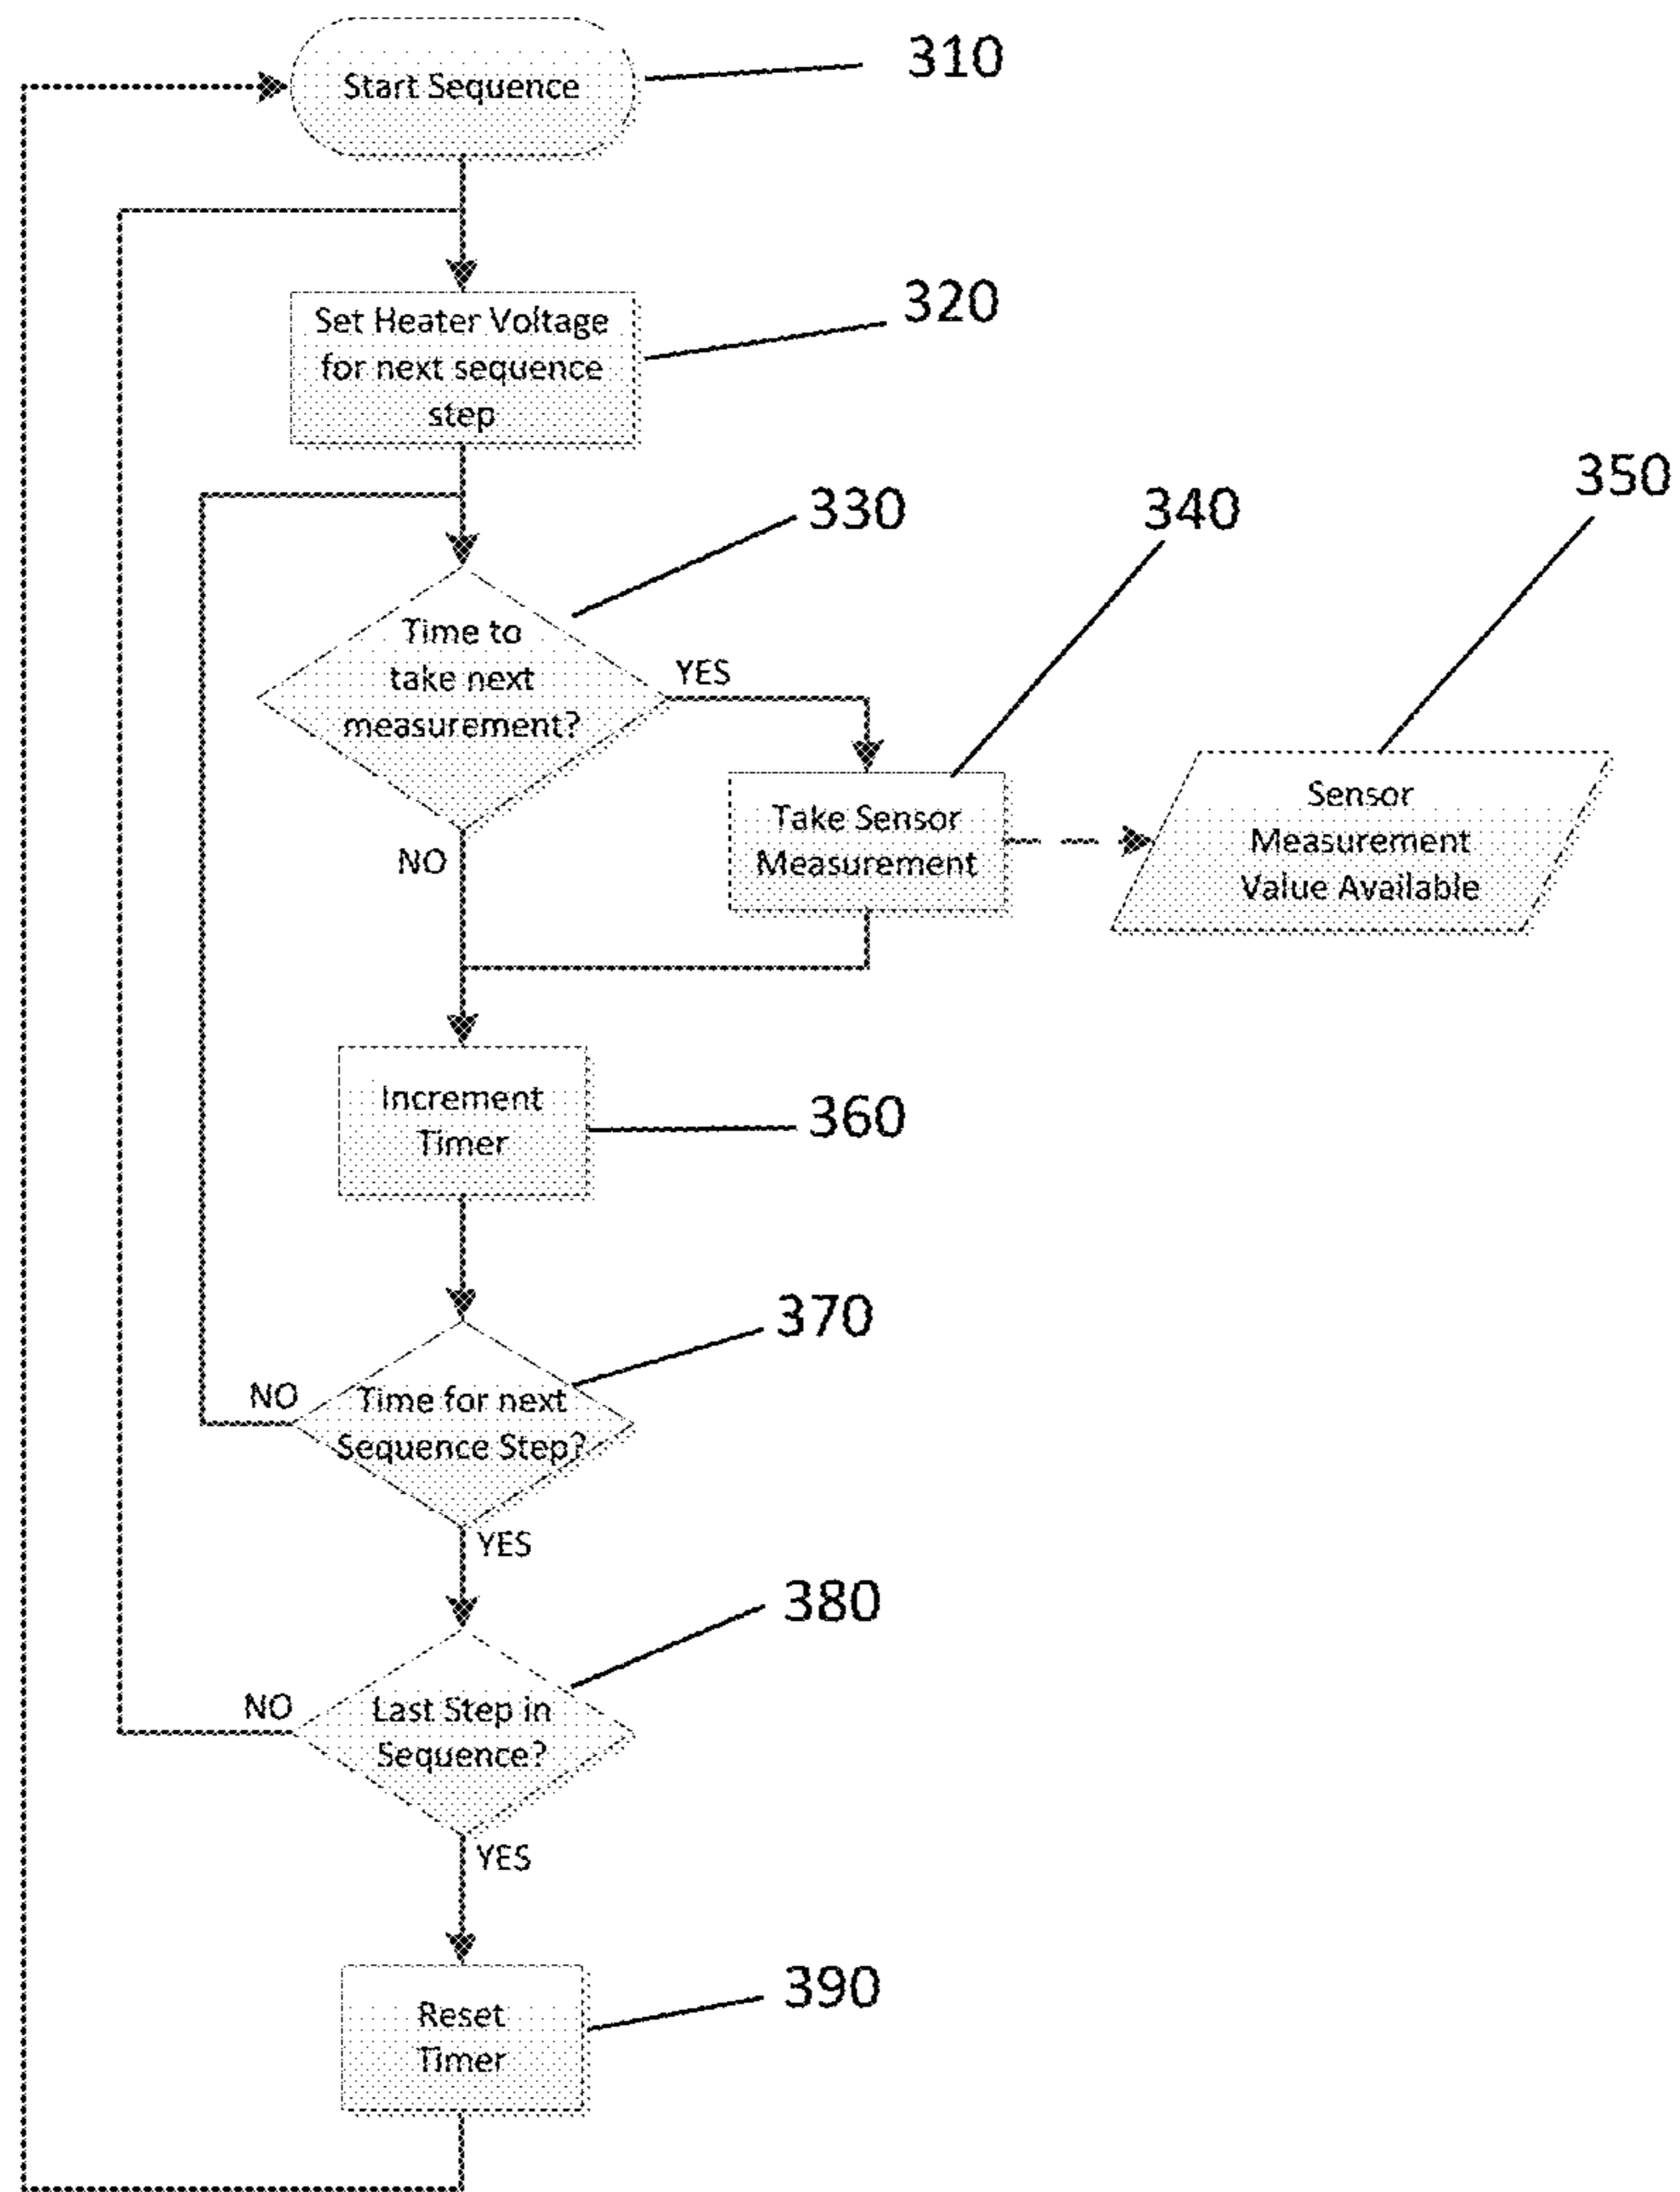 310
Start Sequence
320
Set Heater Voltage
for next sequence
step
330
340
350
Time to
take next
measurement?
YES
NO
Take Sensor
Measurement
Sensor
Measurement
Value Available
Increment
Timer
360
370
NO
Time for next
Sequence Step?
YES
380
NO
Last Step in
Sequence?
YES
390
Reset
Timer